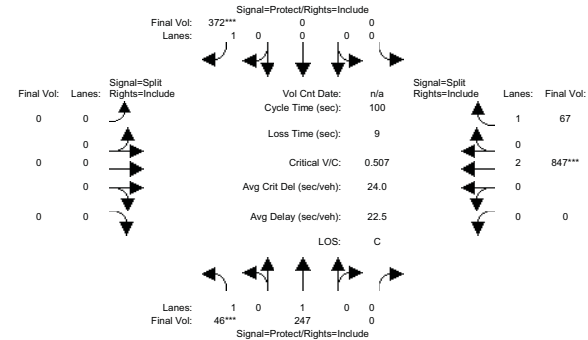 Signal=Protect/Rights=Include
Final Vol: 372*** 0 0
Lanes: 1 0 0 0 0
Signal=Split Signal=Split
Final Vol: Lanes: Rights=Include Vol Cnt Date: n/a Rights=Include Lanes: Final Vol:
Cycle Time (sec): 100
0 0 1 67
Loss Time (sec): 9
0 0
0 0 Critical V/C: 0.507 2 847***
0 Avg Crit Del (sec/veh): 24.0 0
0 0 Avg Delay (sec/veh): 22.5 0 0
LOS: C
Lanes: 1 0 1 0 0
Final Vol: 46*** 247 0
Signal=Protect/Rights=Include